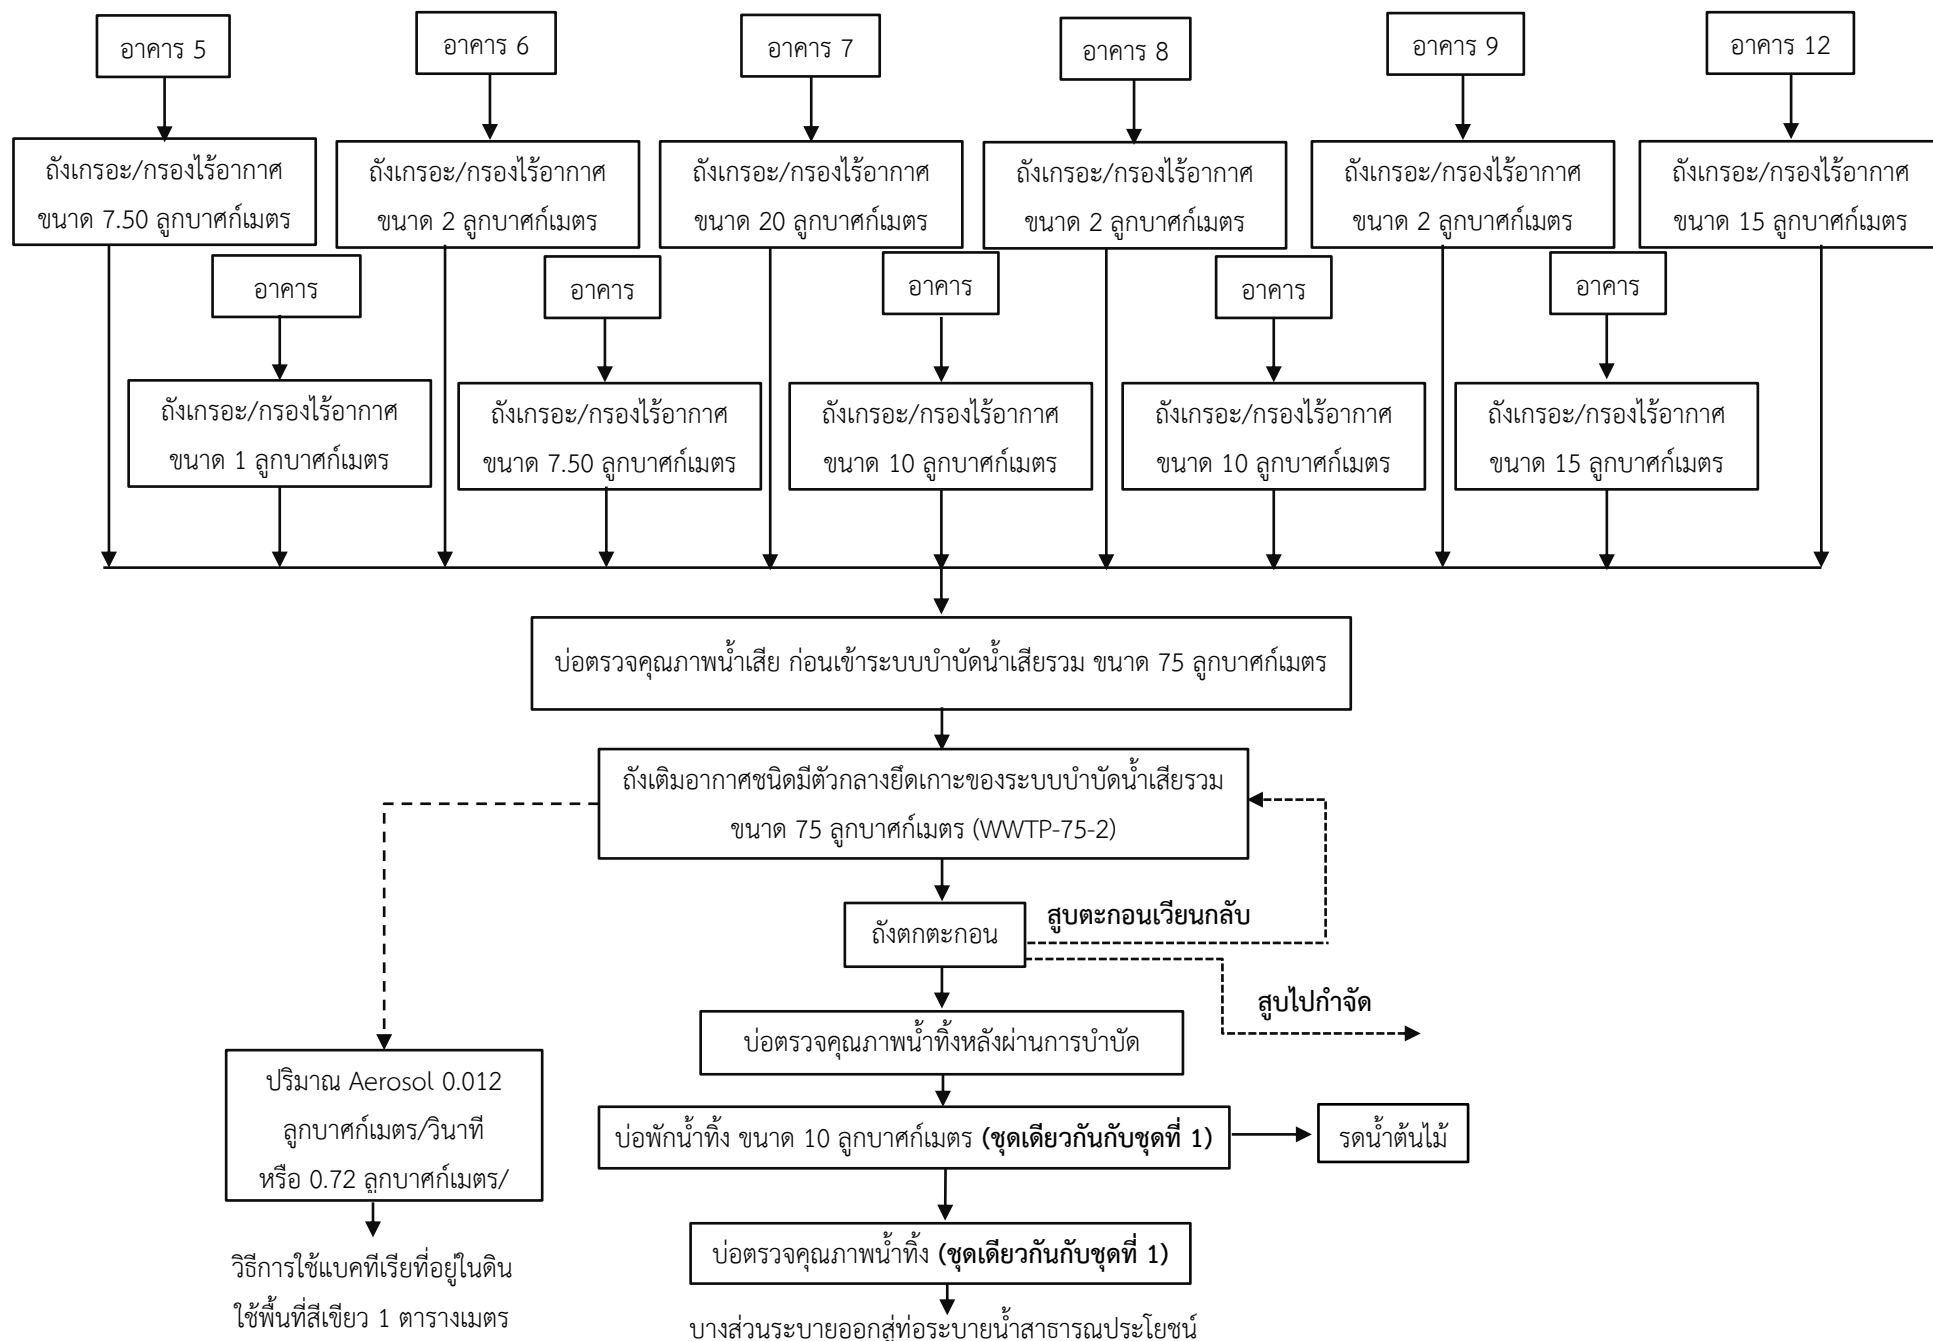 อาคาร 5
อาคาร 6
อาคาร 7
อาคาร 8
อาคาร 9
อาคาร 12
ถังเกรอะ/กรองไร้อากาศ
ขนาด 7.50 ลูกบาศก์เมตร
ถังเกรอะ/กรองไร้อากาศ
ขนาด 2 ลูกบาศก์เมตร
ถังเกรอะ/กรองไร้อากาศ
ขนาด 20 ลูกบาศก์เมตร
ถังเกรอะ/กรองไร้อากาศ
ขนาด 2 ลูกบาศก์เมตร
ถังเกรอะ/กรองไร้อากาศ
ขนาด 2 ลูกบาศก์เมตร
ถังเกรอะ/กรองไร้อากาศ
ขนาด 15 ลูกบาศก์เมตร
อาคาร
อาคาร
อาคาร
อาคาร
อาคาร
ถังเกรอะ/กรองไร้อากาศ
ขนาด 1 ลูกบาศก์เมตร
ถังเกรอะ/กรองไร้อากาศ
ขนาด 7.50 ลูกบาศก์เมตร
ถังเกรอะ/กรองไร้อากาศ
ขนาด 10 ลูกบาศก์เมตร
ถังเกรอะ/กรองไร้อากาศ
ขนาด 10 ลูกบาศก์เมตร
ถังเกรอะ/กรองไร้อากาศ
ขนาด 15 ลูกบาศก์เมตร
บ่อตรวจคุณภาพน้ำเสีย ก่อนเข้าระบบบำบัดน้ำเสียรวม ขนาด 75 ลูกบาศก์เมตร
ถังเติมอากาศชนิดมีตัวกลางยึดเกาะของระบบบำบัดน้ำเสียรวม
ขนาด 75 ลูกบาศก์เมตร (WWTP-75-2)
ถังตกตะกอน
สูบตะกอนเวียนกลับ
สูบไปกำจัด
บ่อตรวจคุณภาพน้ำทิ้งหลังผ่านการบำบัด
บ่อพักน้ำทิ้ง ขนาด 10 ลูกบาศก์เมตร (ชุดเดียวกันกับชุดที่ 1)
รดน้ำต้นไม้
บ่อตรวจคุณภาพน้ำทิ้ง (ชุดเดียวกันกับชุดที่ 1)
บางส่วนระบายออกสู่ท่อระบายน้ำสาธารณประโยชน์
ปริมาณ Aerosol 0.012
ลูกบาศก์เมตร/วินาที
หรือ 0.72 ลูกบาศก์เมตร/
วิธีการใช้แบคทีเรียที่อยู่ในดิน
ใช้พื้นที่สีเขียว 1 ตารางเมตร